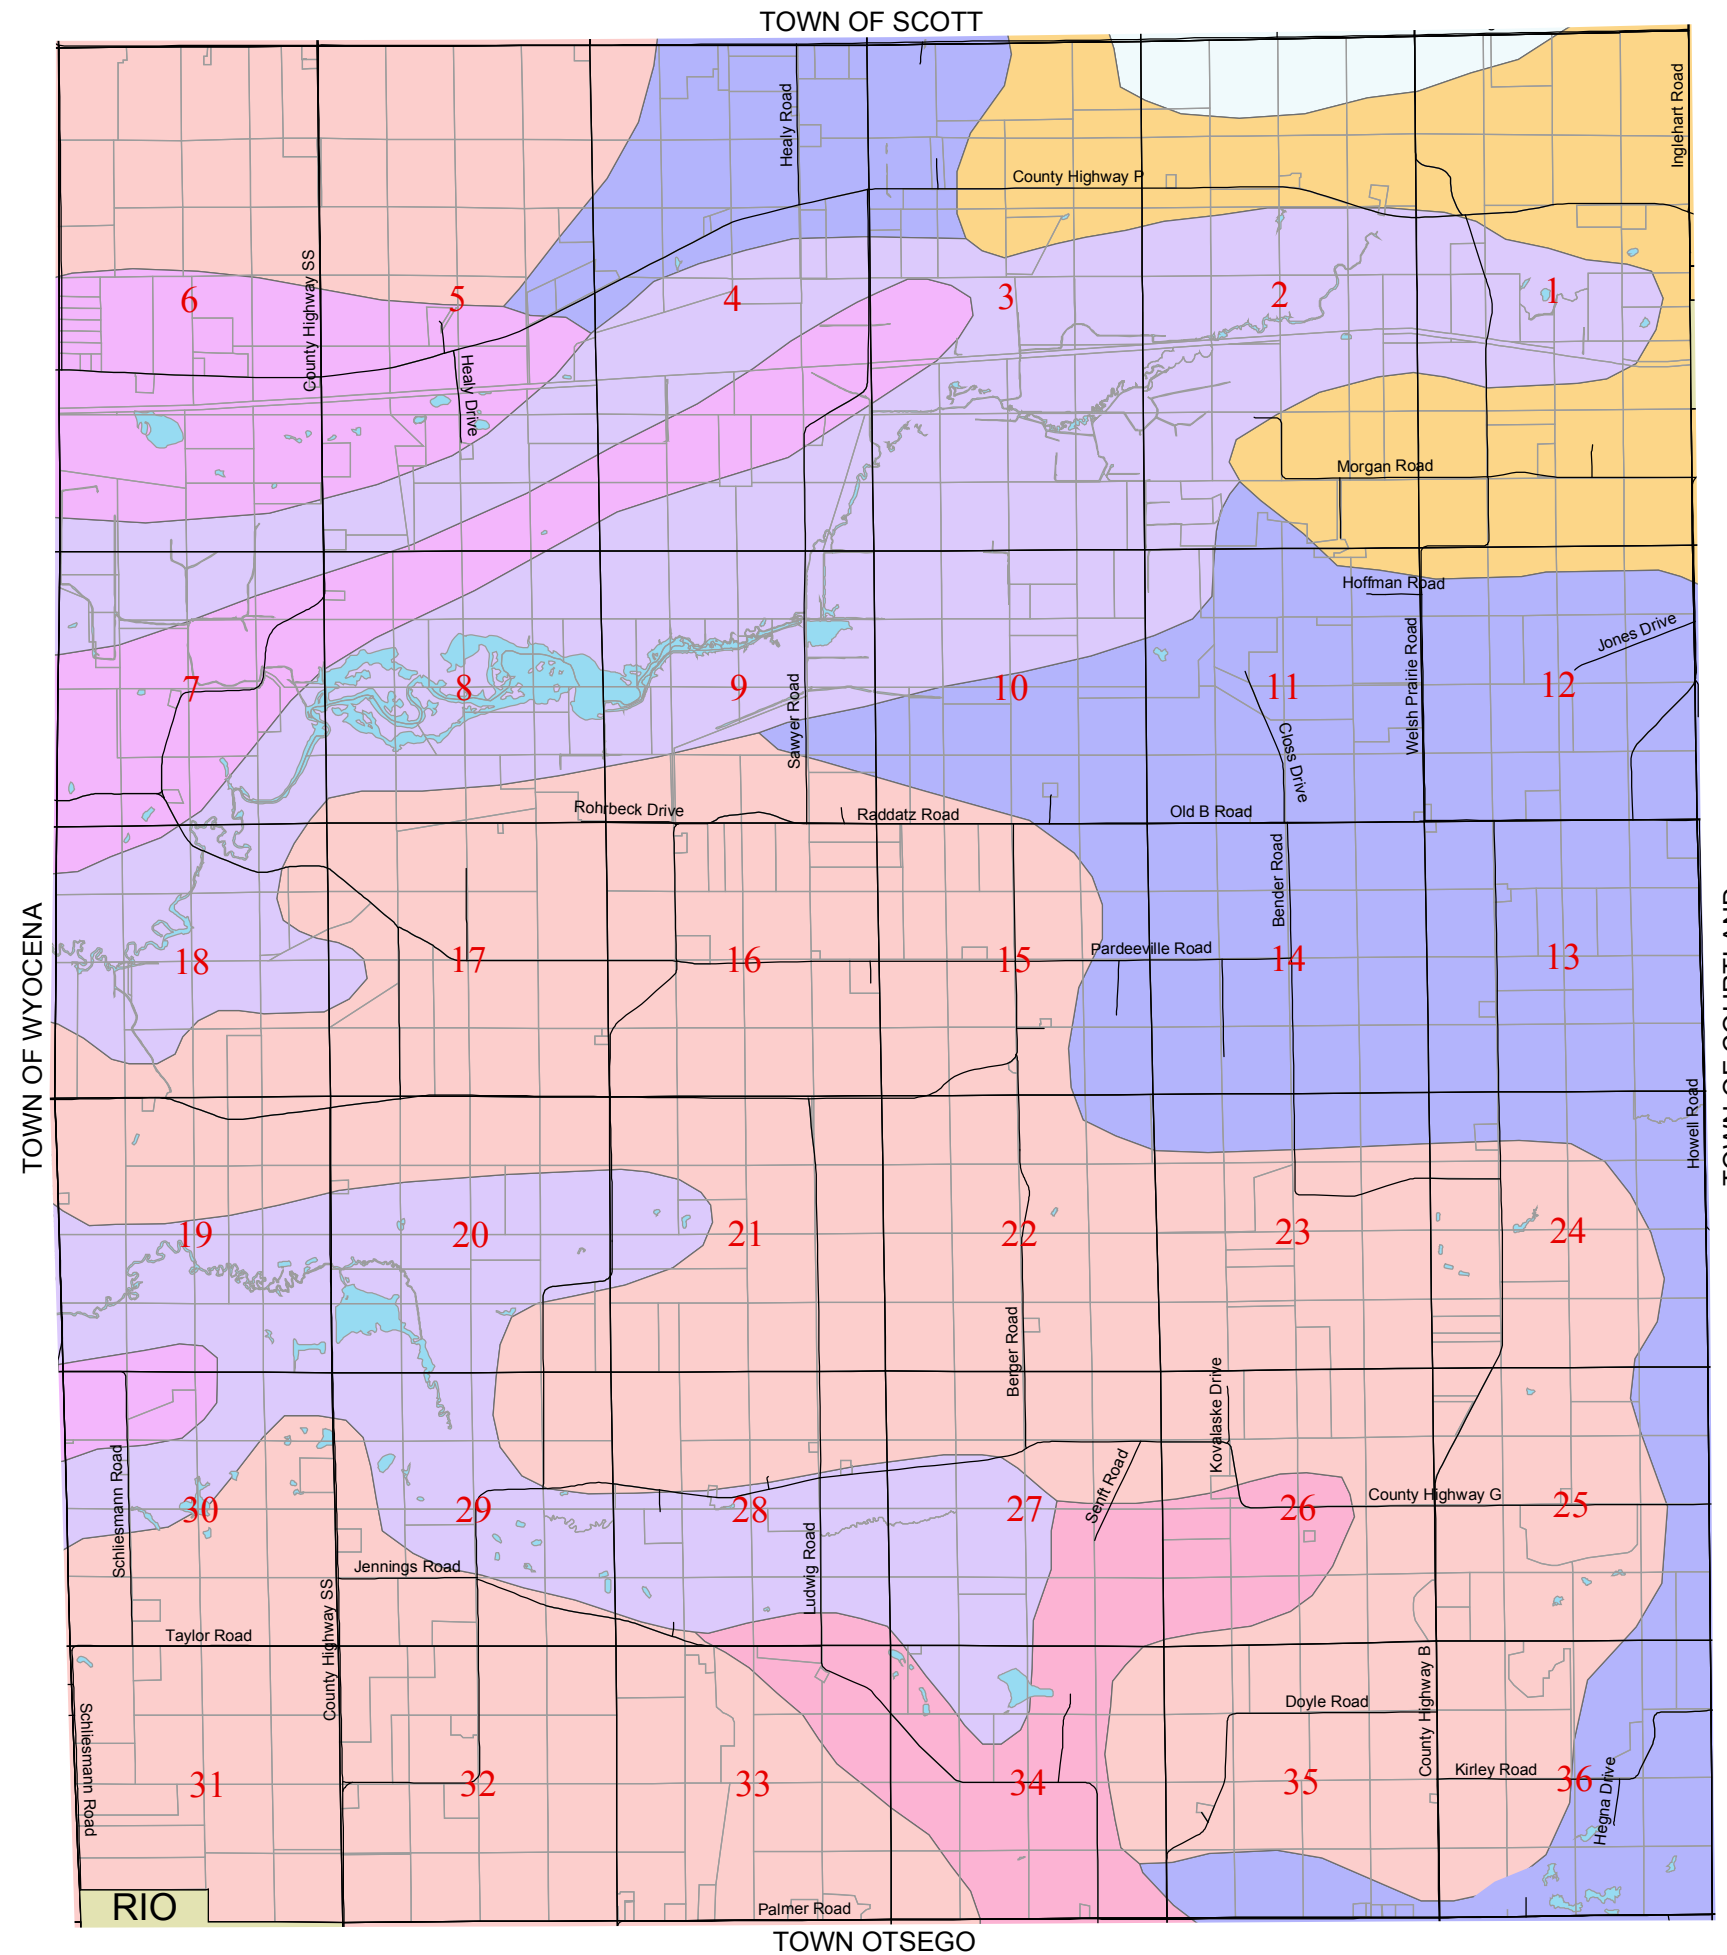 TOWN OF SCOTT
Healy Road
Inglehart Road
County Highway P
County Highway SS
6
5
4
3
2
1
Healy Drive
Morgan Road
Hoffman Road
Jones Drive
Welsh Prairie Road
7
8
9
10
11
12
Sawyer Road
Closs Drive
Rohrbeck Drive
Raddatz Road
Old B Road
Bender Road
TOWN OF WYOCENA
Pardeeville Road
18
17
16
15
14
13
TOWN OF COURTLAND
Howell Road
19
20
21
22
23
24
Berger Road
Kovalaske Drive
Schliesmann Road
Senft Road
County Highway G
30
29
28
27
26
25
Jennings Road
Ludwig Road
County Highway SS
Taylor Road
County Highway B
Doyle Road
Schliesmann Road
Kirley Road
Hegna Drive
31
32
33
34
35
36
RIO
Palmer Road
TOWN OTSEGO